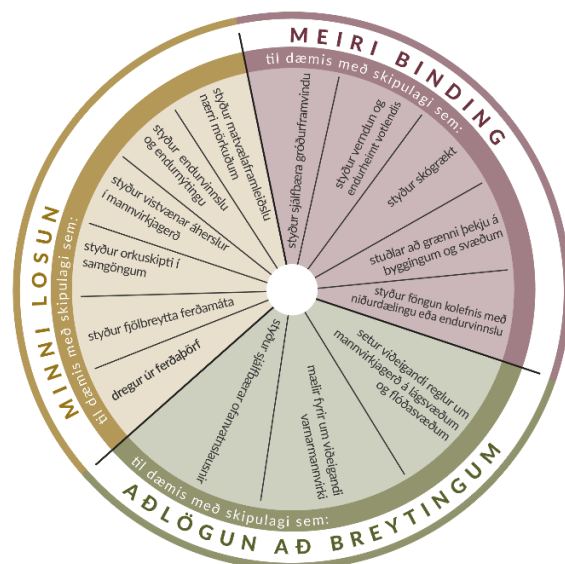 MEIRI BINDING
til dæmis með skipulagi sem:
styður sjálfbæra gróðurframvindu
styður verndun og
endurheimt votlendis
styður skógrækt
stuðlar að grænni þekju á
byggingum og svæðum
styður föngun kolefnis með
niðurdælingu eða endurvinnslu
AÐLÖGUN AÐ BREYTINGUM
til dæmis með skipulagi sem:
setur viðeigandi reglur um
mannvirkjagerð á lágsvæðum
og flóðasvæðum
mælir fyrir um viðeigandi
varnarmannvirki
styður sjálfbærar ofanvatnslausnir
MINNI LOSUN
til dæmis með skipulagi sem:
dregur úr ferðaþörf
styður fjölbreytta ferðamáta
styður orkuskipti í
samgöngum
styður vistvænar áherslur
í mannvirkjagerð
styður endurvinnslu
og endurnýtingu
styður matvælaframleiðslu
nærri mörkuðum